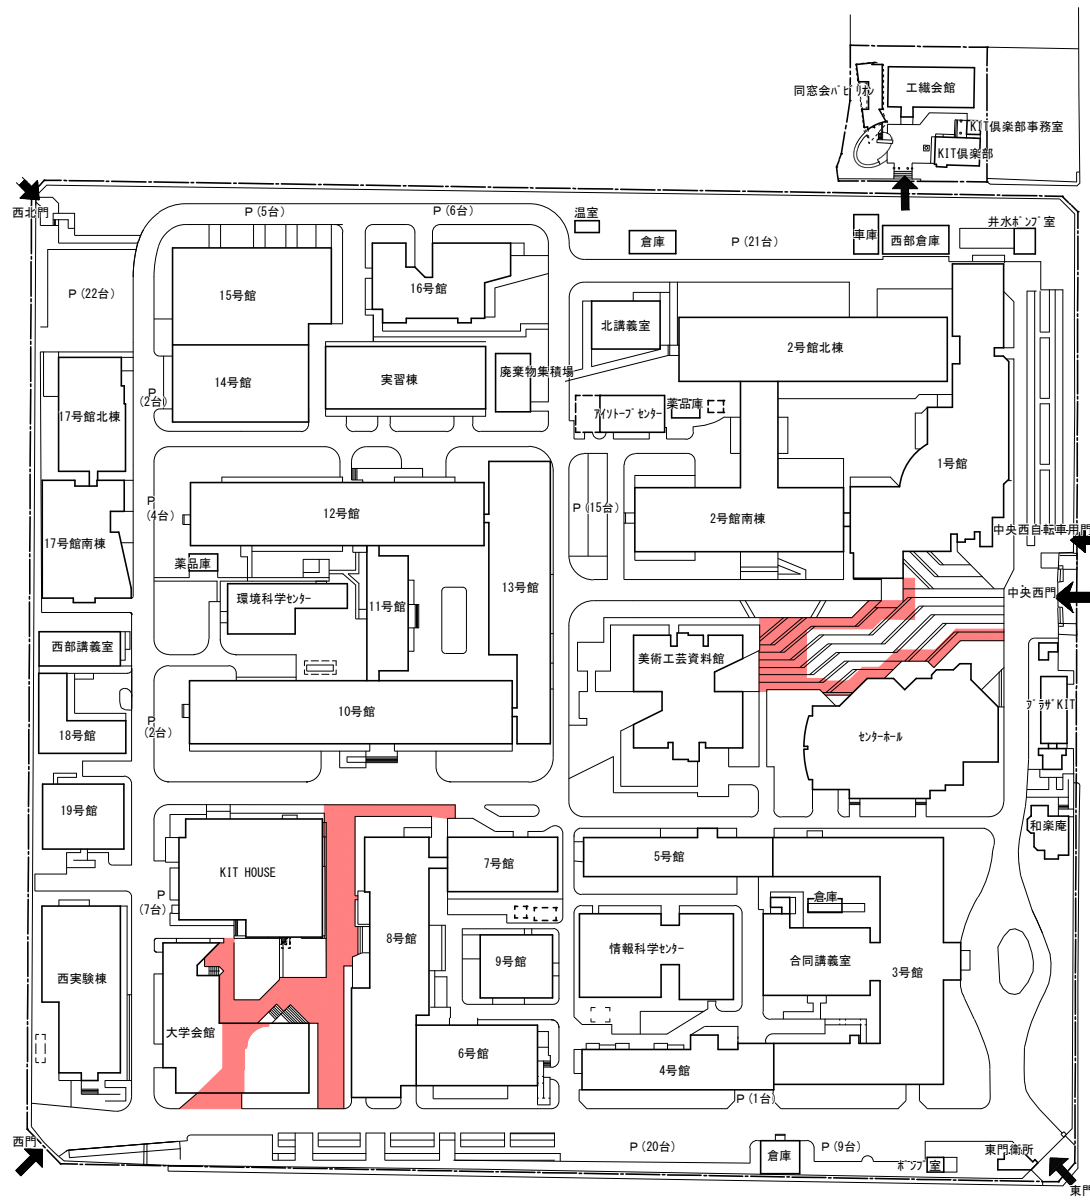 同窓会パビリオン
工繊会館
KIT倶楽部事務室
KIT倶楽部
西北門
P(5台)
P(6台)
温室
倉庫
P(21台)
車庫
西部倉庫
井水ポンプ室
P(22台)
15号館
16号館
北講義室
2号館北棟
14号館
実習棟
廃棄物集積場
P
(2台)
17号館北棟
アイソトープセンター
薬品庫
1号館
P
(4台)
12号館
P(15台)
2号館南棟
中央西自転車用門
17号館南棟
薬品庫
環境科学センター
11号館
13号館
中央西門
西部講義室
美術工芸資料館
10号館
P
(2台)
18号館
センターホール
プラザKIT
19号館
和楽庵
KIT HOUSE
7号館
5号館
P
(7台)
倉庫
8号館
9号館
情報科学センター
合同講義室
3号館
西実験棟
大学会館
6号館
4号館
P(1台)
西門
P(20台)
倉庫
P(9台)
ポンプ室
東門衛所
東門